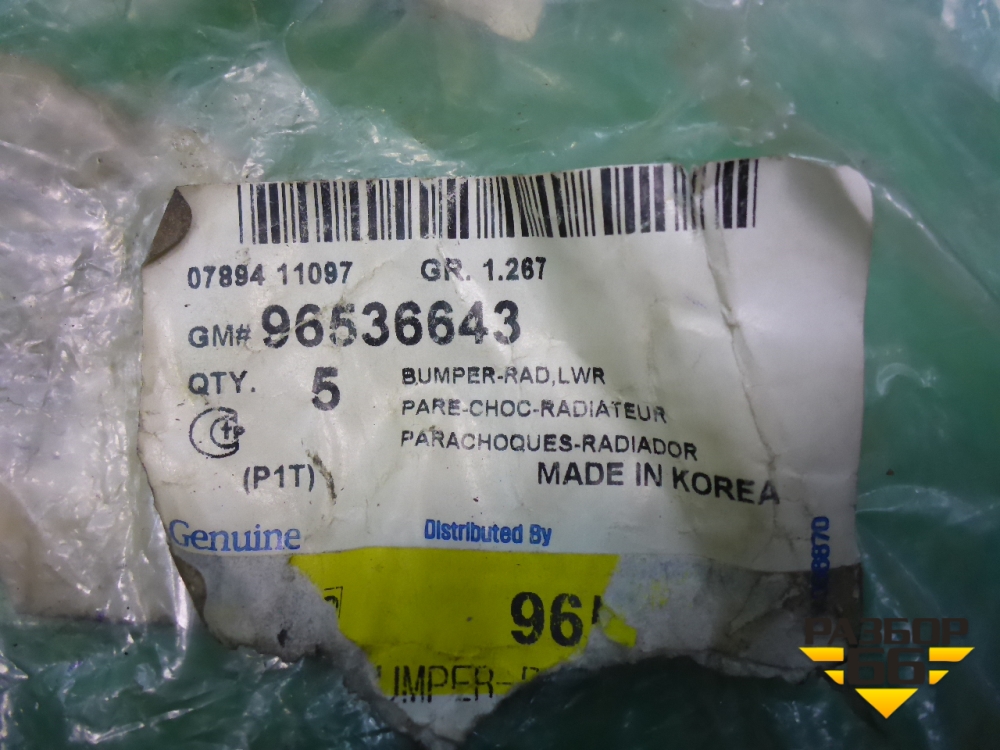 07894 11097 GR. 1.267
GM# 96536643
QTY. 5 BUMPER-RAD,LWR
PARE-CHOC-RADIATEUR
PARACHOQUES-RADIADOR
(P1T) MADE IN KOREA
Genuine Distributed By
РАЗБОР
66